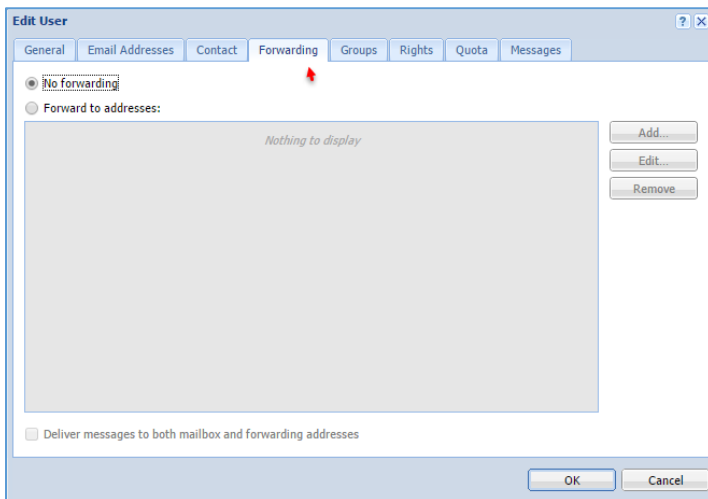 Edit User
General Email Addresses Contact Forwarding Groups Rights Quota Messages
No forwarding
Forward to addresses:
Nothing to display
Add...
Edit...
Remove
Deliver messages to both mailbox and forwarding addresses
OK Cancel